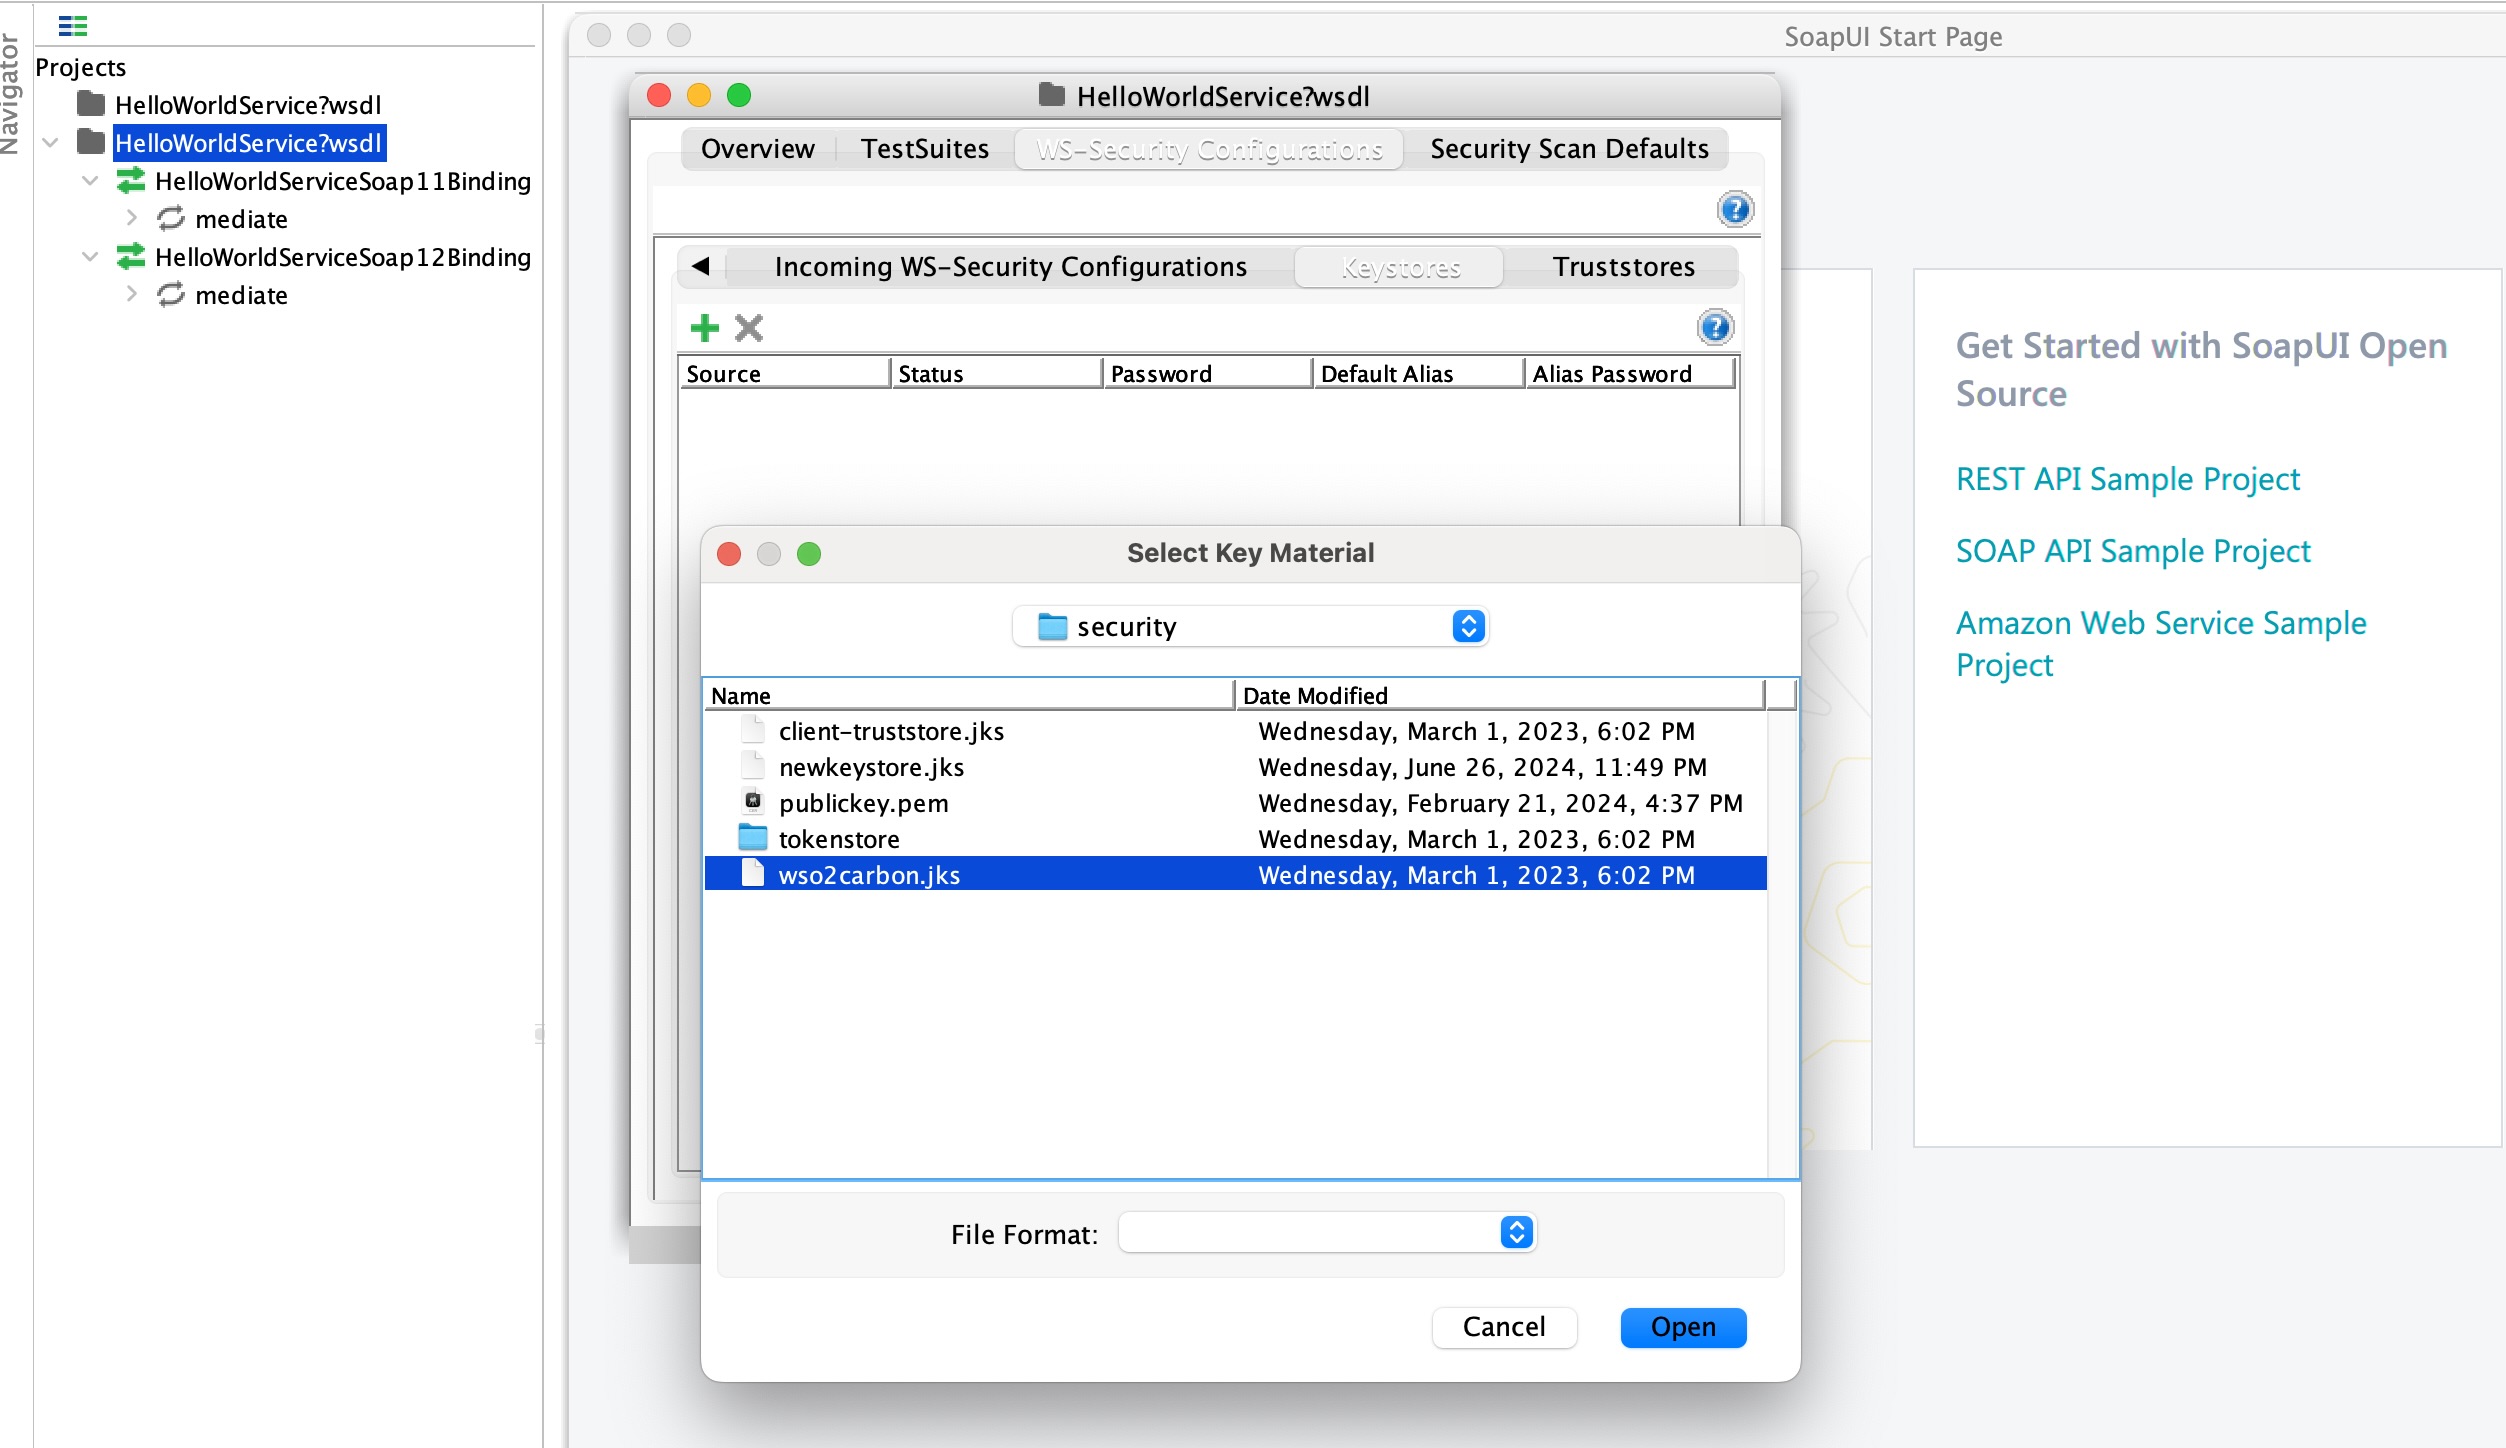 Navigator
Projects
HelloWorldService?wsdl
HelloWorldService?wsdl
HelloWorldServiceSoap11Binding
mediate
HelloWorldServiceSoap12Binding
mediate
SoapUI Start Page
HelloWorldService?wsdl
Overview TestSuites WS-Security Configurations Security Scan Defaults
Incoming WS-Security Configurations Keystores Truststores
Source Status Password Default Alias Alias Password
Select Key Material
security
Name Date Modified
client-truststore.jks Wednesday, March 1, 2023, 6:02 PM
newkeystore.jks Wednesday, June 26, 2024, 11:49 PM
publickey.pem Wednesday, February 21, 2024, 4:37 PM
tokenstore Wednesday, March 1, 2023, 6:02 PM
wso2carbon.jks Wednesday, March 1, 2023, 6:02 PM
File Format:
Cancel Open
Get Started with SoapUI Open
Source
REST API Sample Project
SOAP API Sample Project
Amazon Web Service Sample
Project